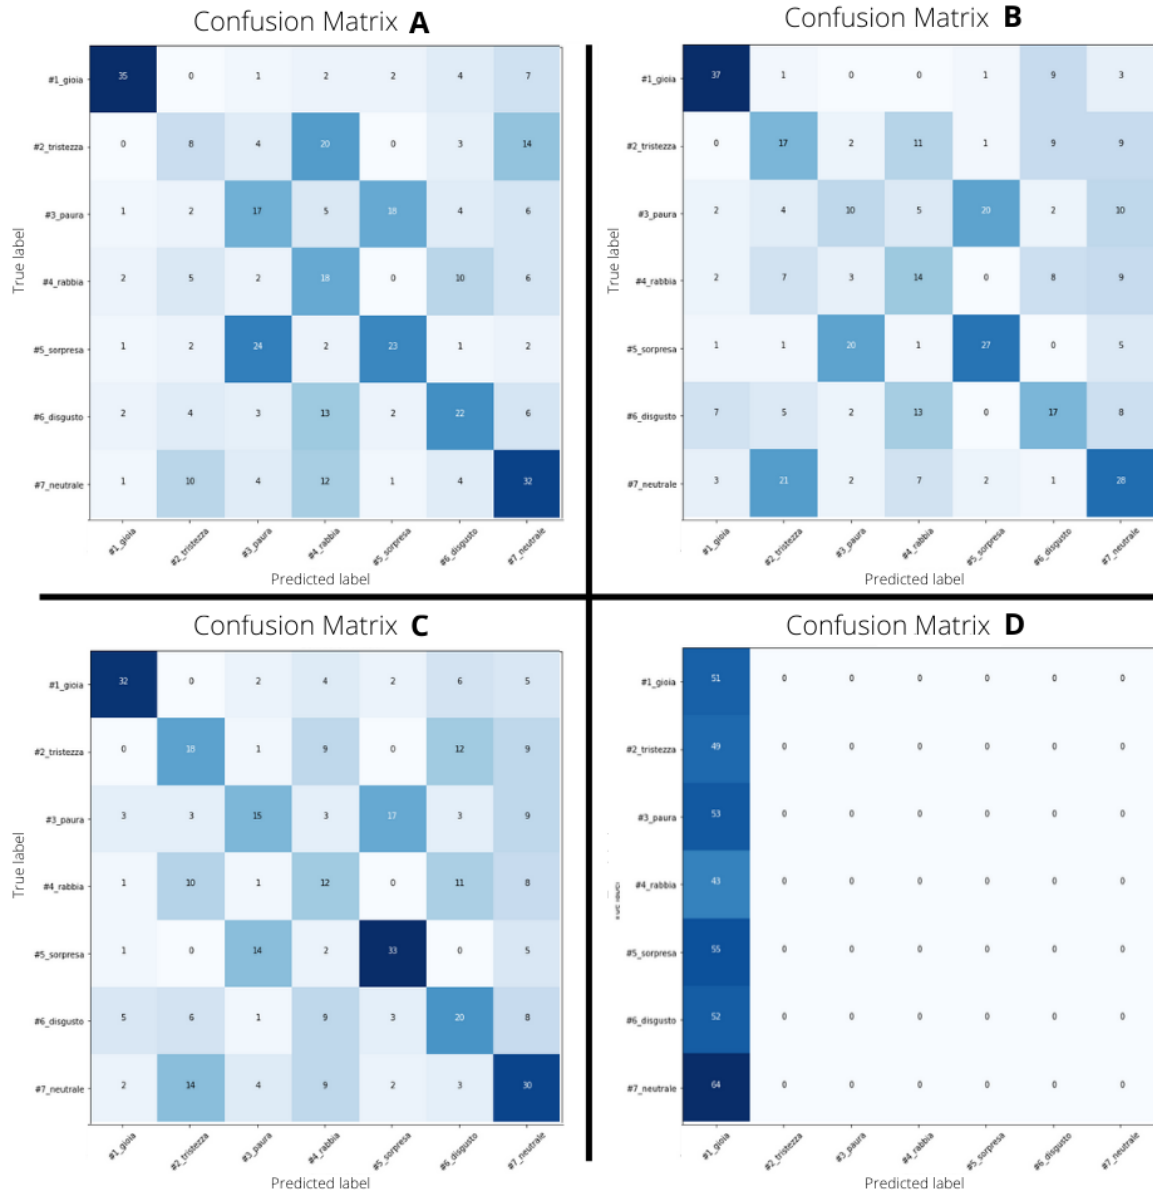 Confusion Matrix A
#1_gioia 35 0 1 2 2 4 7
#2_tristezza 0 8 4 20 0 3 14
#3_paura 1 2 17 5 18 4 6
#4_rabbia 2 5 2 18 0 10 6
#5_sorpresa 1 2 24 2 23 1 2
#6_disgusto 2 4 3 13 2 22 6
#7_neutrale 1 10 4 12 1 4 32
True label
#1_gioia #2_tristezza #3_paura #4_rabbia #5_sorpresa #6_disgusto #7_neutrale
Predicted label
Confusion Matrix B
#1_gioia 37 1 0 0 1 9 3
#2_tristezza 0 17 2 11 1 9 9
#3_paura 2 4 10 5 20 2 10
#4_rabbia 2 7 3 14 0 8 9
#5_sorpresa 1 1 20 1 27 0 5
#6_disgusto 7 5 2 13 0 17 8
#7_neutrale 3 21 2 7 2 1 28
True label
#1_gioia #2_tristezza #3_paura #4_rabbia #5_sorpresa #6_disgusto #7_neutrale
Predicted label
Confusion Matrix C
#1_gioia 32 0 2 4 2 6 5
#2_tristezza 0 18 1 9 0 12 9
#3_paura 3 3 15 3 17 3 9
#4_rabbia 1 10 1 12 0 11 8
#5_sorpresa 1 0 14 2 33 0 5
#6_disgusto 5 6 1 9 3 20 8
#7_neutrale 2 14 4 9 2 3 30
True label
#1_gioia #2_tristezza #3_paura #4_rabbia #5_sorpresa #6_disgusto #7_neutrale
Predicted label
Confusion Matrix D
#1_gioia 51 0 0 0 0 0 0
#2_tristezza 49 0 0 0 0 0 0
#3_paura 53 0 0 0 0 0 0
#4_rabbia 43 0 0 0 0 0 0
#5_sorpresa 55 0 0 0 0 0 0
#6_disgusto 52 0 0 0 0 0 0
#7_neutrale 64 0 0 0 0 0 0
#1_gioia #2_tristezza #3_paura #4_rabbia #5_sorpresa #6_disgusto #7_neutrale
Predicted label